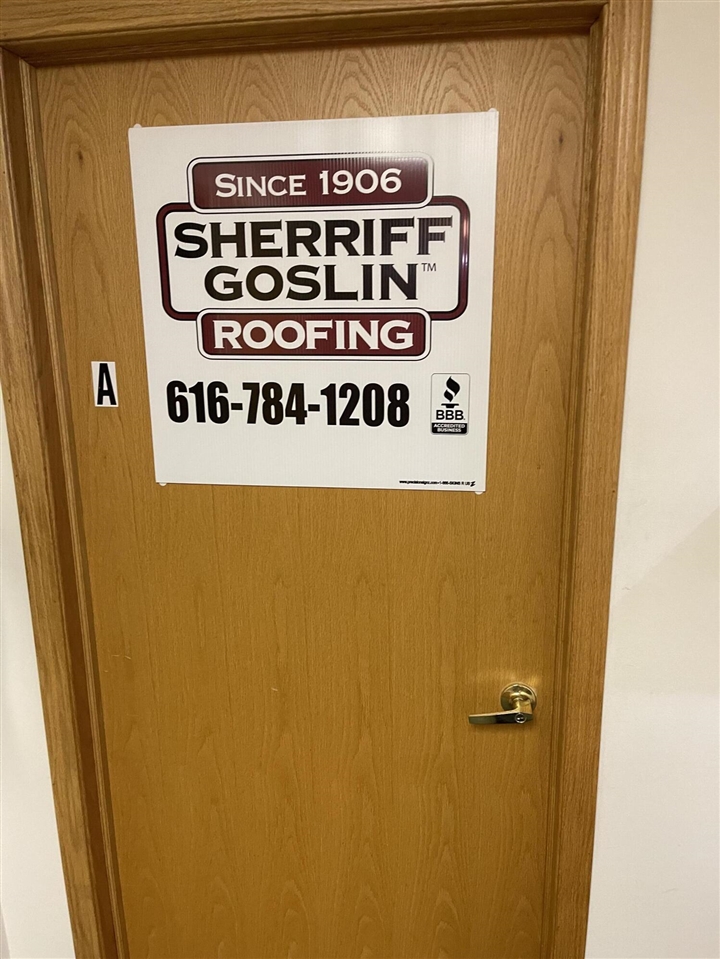 SINCE 1906
SHERRIFF
GOSLIN™
ROOFING
A
616-784-1208
BBB
ACCREDITED
BUSINESS